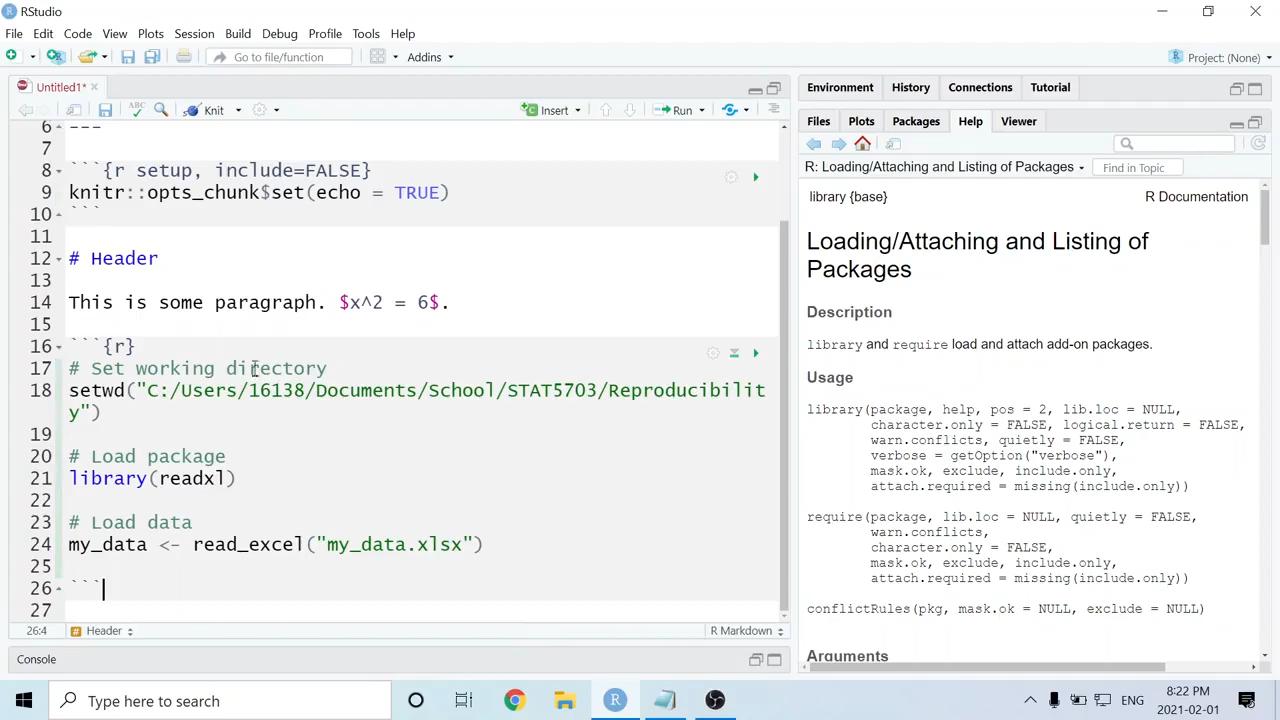 RStudio
File Edit Code View Plots Session Build Debug Profile Tools Help
Go to file/function Addins Project: (None)
Untitled1*
Environment History Connections Tutorial
ABC Knit Insert Run
Files Plots Packages Help Viewer
R: Loading/Attaching and Listing of Packages Find in Topic
6 ---
7
8 ```{r setup, include=FALSE}
9 knitr::opts_chunk$set(echo = TRUE)
10 ```
11
12 # Header
13
14 This is some paragraph. $x^2 = 6$.
15
16 ```{r}
17 # Set working directory
18 setwd("C:/Users/16138/Documents/School/STAT5703/Reproducibilit
y")
19
20 # Load package
21 library(readxl)
22
23 # Load data
24 my_data <- read_excel("my_data.xlsx")
25
26 ```
27
26:4 # Header R Markdown
Console
library {base} R Documentation
Loading/Attaching and Listing of
Packages
Description
library and require load and attach add-on packages.
Usage
library(package, help, pos = 2, lib.loc = NULL,
character.only = FALSE, logical.return = FALSE,
warn.conflicts, quietly = FALSE,
verbose = getOption("verbose"),
mask.ok, exclude, include.only,
attach.required = missing(include.only))
require(package, lib.loc = NULL, quietly = FALSE,
warn.conflicts,
character.only = FALSE,
mask.ok, exclude, include.only,
attach.required = missing(include.only))
conflictRules(pkg, mask.ok = NULL, exclude = NULL)
Arguments
Type here to search
R
ENG
8:22 PM
2021-02-01